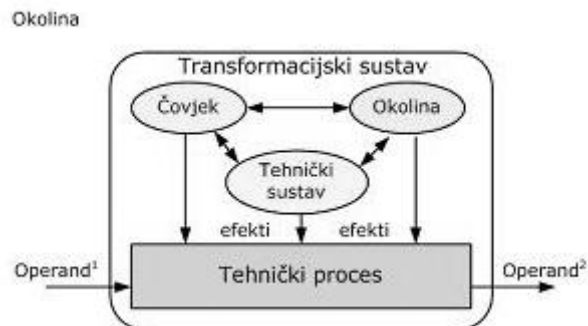 Okolina
Transformacijski sustav
Čovjek
Okolina
Tehnički
sustav
efekti
efekti
Operand¹
Tehnički proces
Operand²